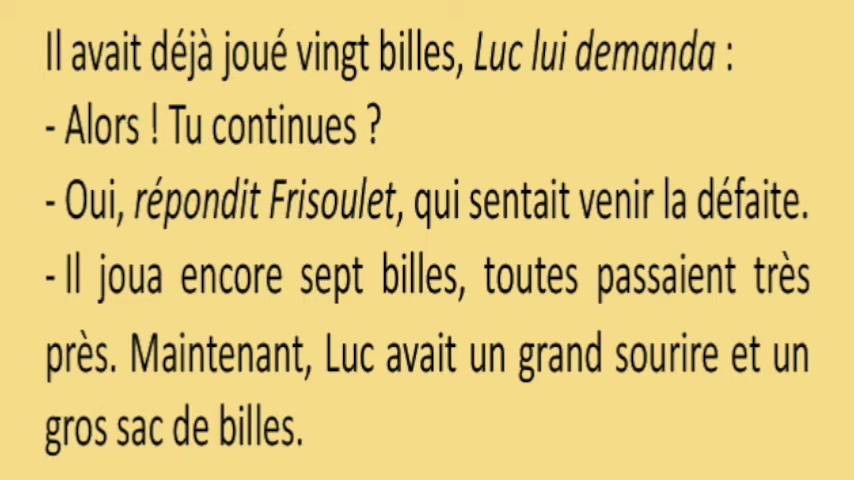 Il avait déjà joué vingt billes, Luc lui demanda :
- Alors ! Tu continues ?
- Oui, répondit Frisoulet, qui sentait venir la défaite.
- Il joua encore sept billes, toutes passaient très
près. Maintenant, Luc avait un grand sourire et un
gros sac de billes.